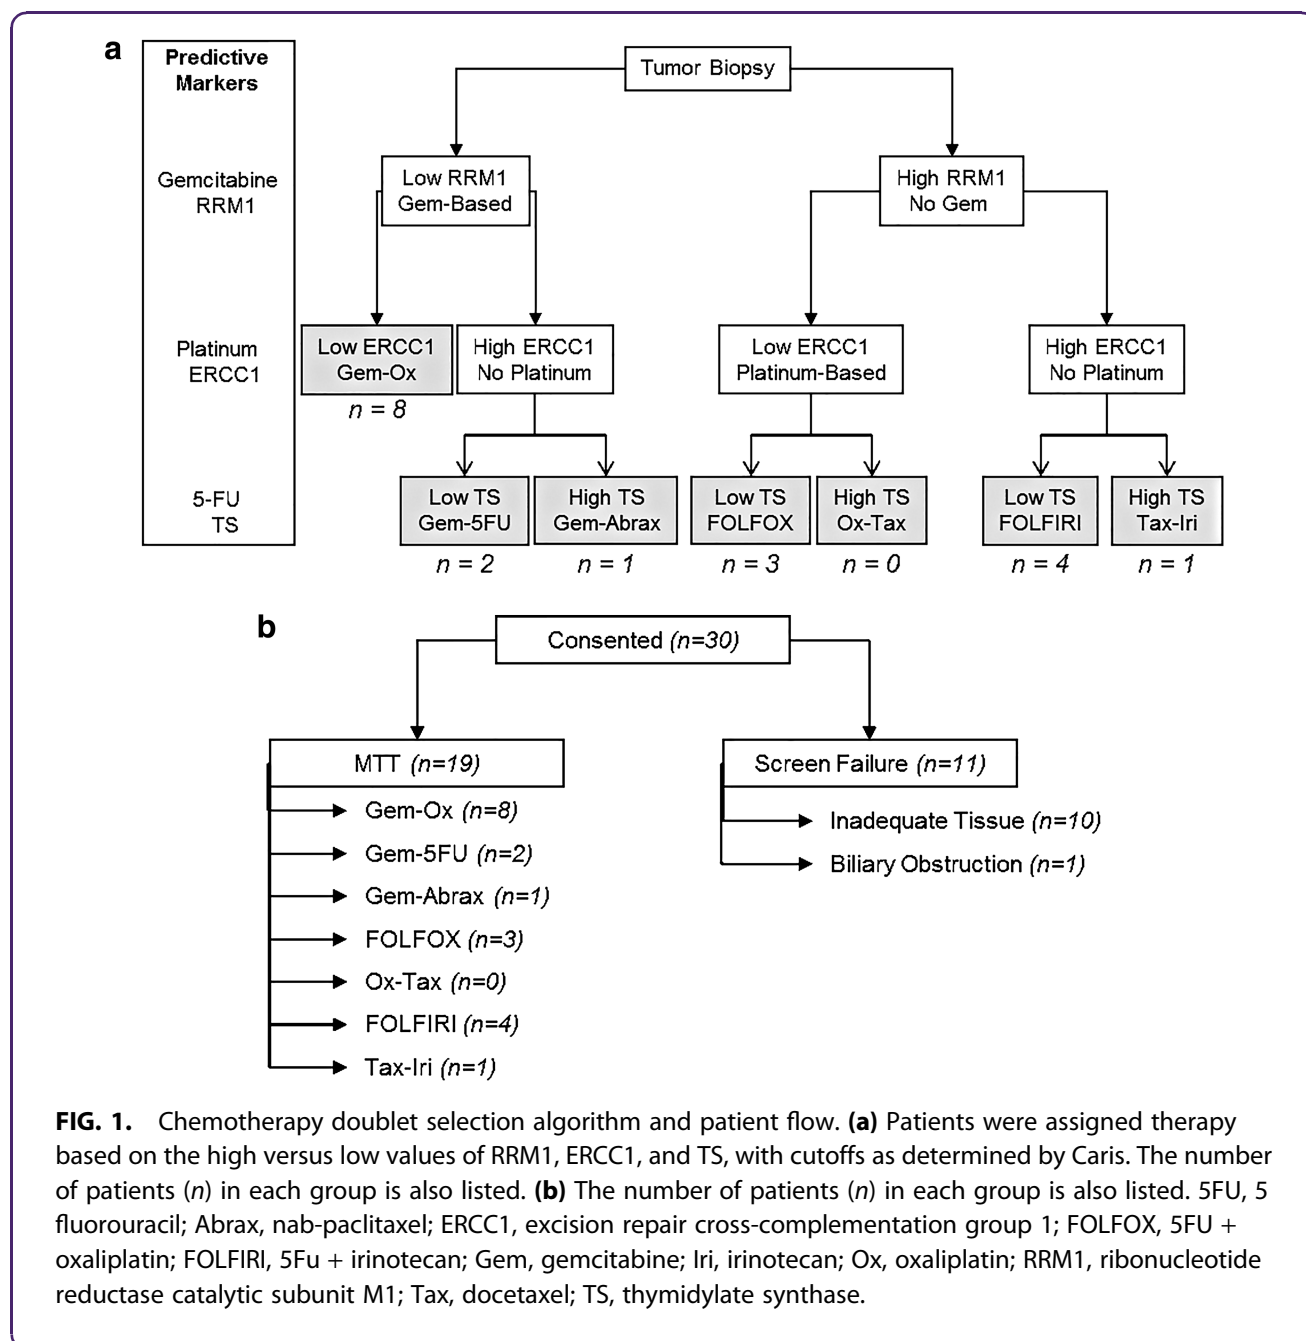 a
Predictive
Markers
Gemcitabine
RRM1
Platinum
ERCC1
5-FU
TS
Tumor Biopsy
Low RRM1
Gem-Based
High RRM1
No Gem
Low ERCC1
Gem-Ox
n = 8
High ERCC1
No Platinum
Low ERCC1
Platinum-Based
High ERCC1
No Platinum
Low TS
Gem-5FU
n = 2
High TS
Gem-Abrax
n = 1
Low TS
FOLFOX
n = 3
High TS
Ox-Tax
n = 0
Low TS
FOLFIRI
n = 4
High TS
Tax-Iri
n = 1
b
Consented (n=30)
MTT (n=19)
Gem-Ox (n=8)
Gem-5FU (n=2)
Gem-Abrax (n=1)
FOLFOX (n=3)
Ox-Tax (n=0)
FOLFIRI (n=4)
Tax-Iri (n=1)
Screen Failure (n=11)
Inadequate Tissue (n=10)
Biliary Obstruction (n=1)
FIG. 1. Chemotherapy doublet selection algorithm and patient flow. (a) Patients were assigned therapy
based on the high versus low values of RRM1, ERCC1, and TS, with cutoffs as determined by Caris. The number
of patients (n) in each group is also listed. (b) The number of patients (n) in each group is also listed. 5FU, 5
fluorouracil; Abrax, nab-paclitaxel; ERCC1, excision repair cross-complementation group 1; FOLFOX, 5FU +
oxaliplatin; FOLFIRI, 5Fu + irinotecan; Gem, gemcitabine; Iri, irinotecan; Ox, oxaliplatin; RRM1, ribonucleotide
reductase catalytic subunit M1; Tax, docetaxel; TS, thymidylate synthase.